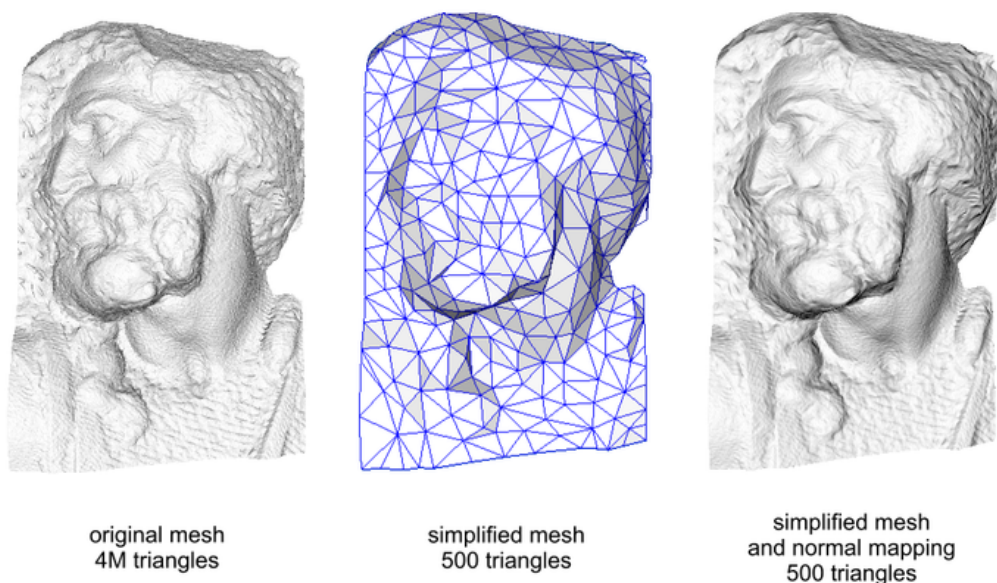 original mesh
4M triangles
simplified mesh
500 triangles
simplified mesh
and normal mapping
500 triangles